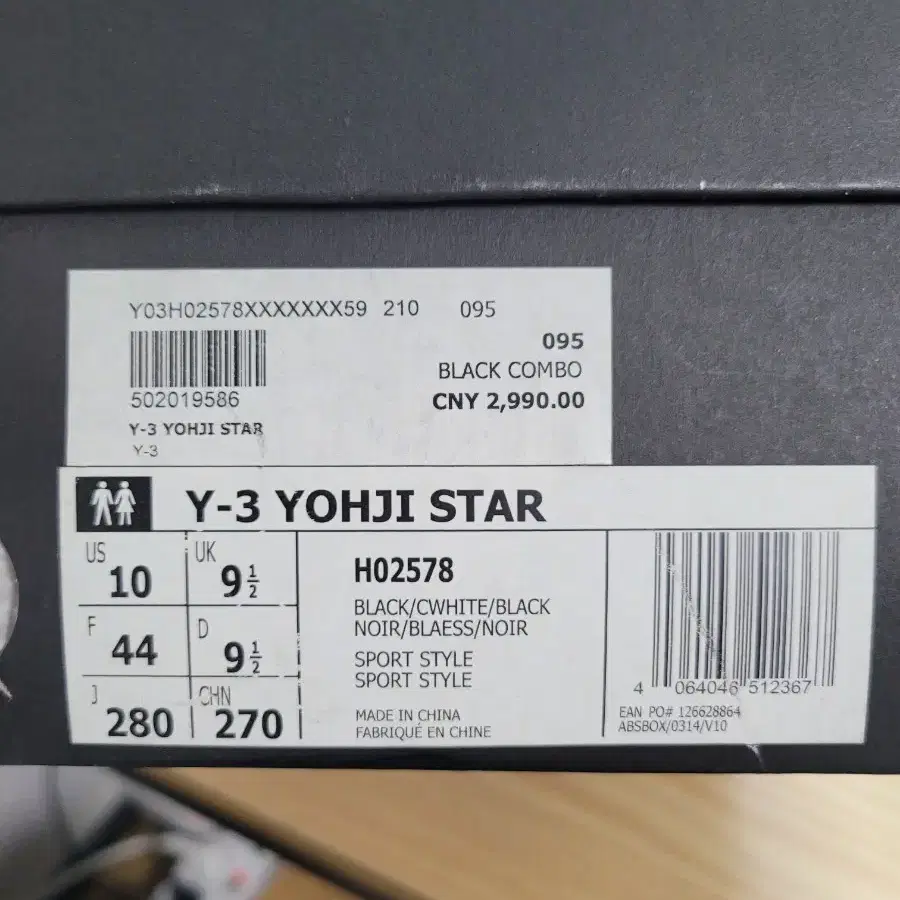 Y03H02578XXXXXXX59 210 095
095
BLACK COMBO
502019586
CNY 2,990.00
Y-3 YOHJI STAR
Y-3
Y-3 YOHJI STAR
US 10 UK 9 1/2
F 44 D 9 1/2
J 280 CHN 270
H02578
BLACK/CWHITE/BLACK
NOIR/BLAESS/NOIR
SPORT STYLE
SPORT STYLE
MADE IN CHINA
FABRIQUÉ EN CHINE
4 064046 512367
EAN PO# 126628864
ABSBOX/0314/V10